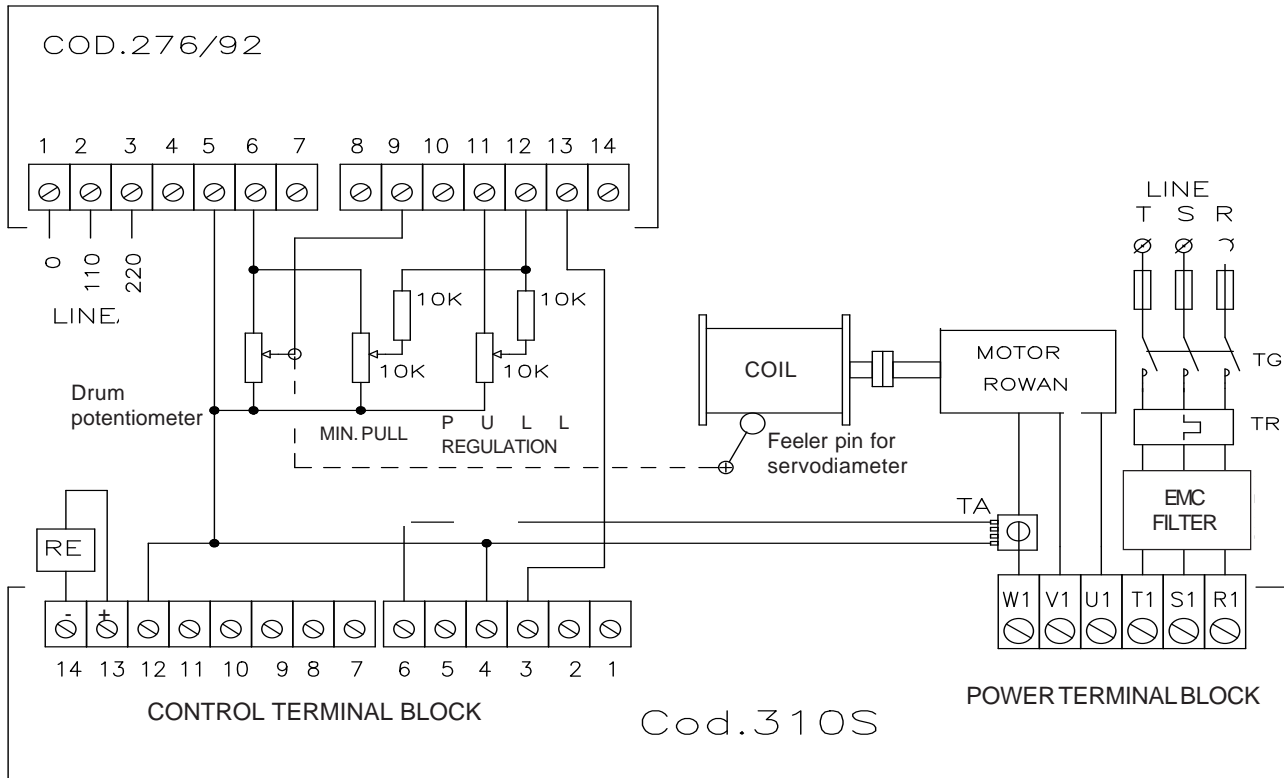 COD.276/92
1 2 3 4 5 6 7 8 9 10 11 12 13 14
0 110 220
LINE
LINE
T S R
10K 10K
10K 10K
Drum
potentiometer
MIN. PULL
P U L L
REGULATION
COIL
MOTOR
ROWAN
Feeler pin for
servodiameter
TG
TR
EMC
FILTER
TA
RE
- +
W1 V1 U1 T1 S1 R1
14 13 12 11 10 9 8 7 6 5 4 3 2 1
CONTROL TERMINAL BLOCK
POWER TERMINAL BLOCK
Cod.310S